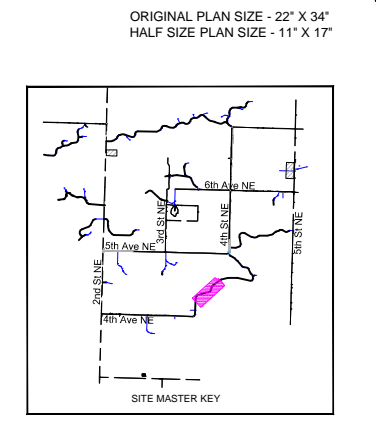 ORIGINAL PLAN SIZE - 22" X 34"
HALF SIZE PLAN SIZE - 11" X 17"
6th Ave NE
3rd St NE
4th St NE
5th St NE
5th Ave NE
2nd St NE
4th Ave NE
SITE MASTER KEY